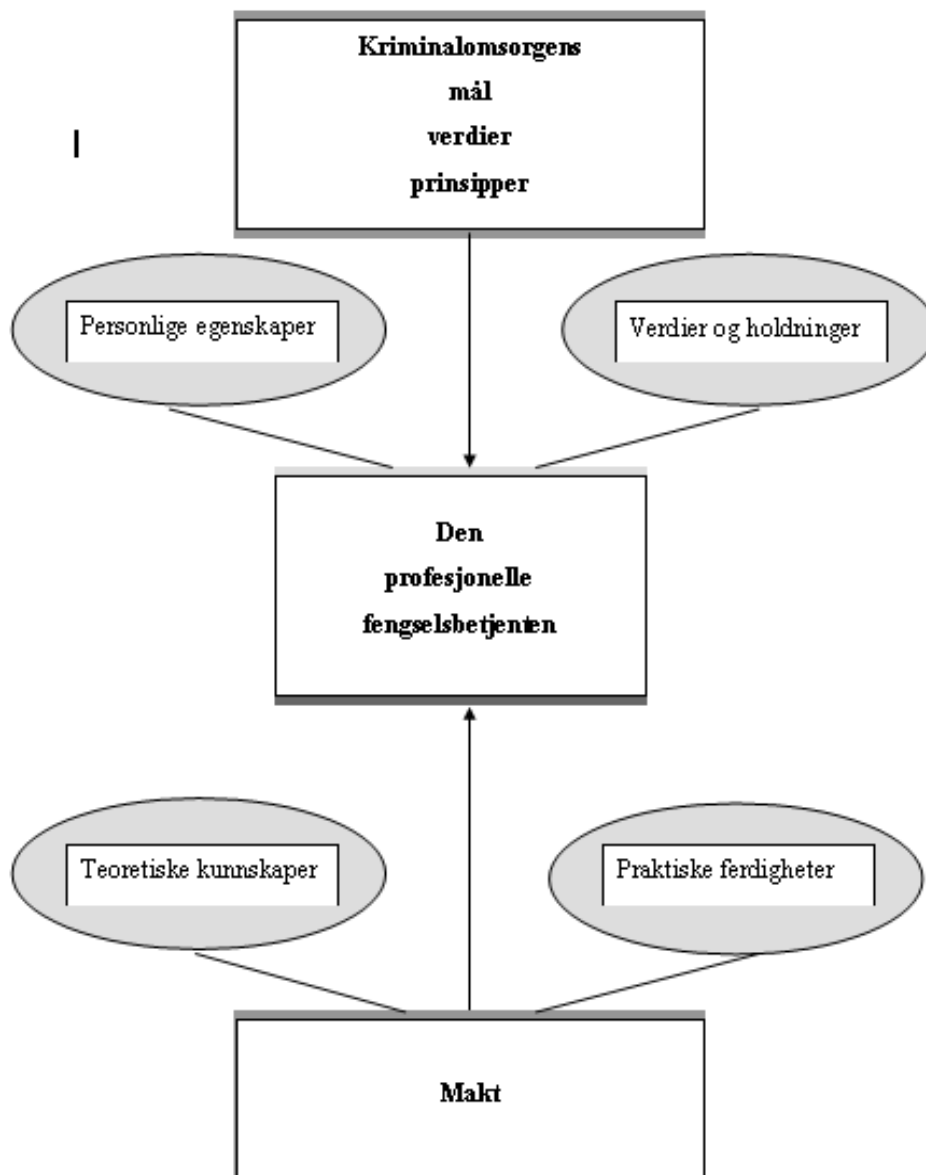 Kriminalomsorgens
mål
verdier
prinsipper
Personlige egenskaper
Verdier og holdninger
Den
profesjonelle
fengselsbetjenten
Teoretiske kunnskaper
Praktiske ferdigheter
Makt